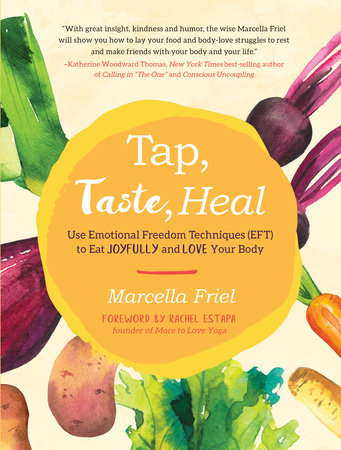 “With great insight, kindness and humor, the wise Marcella Friel
will show you how to lay your food and body-love struggles to rest
and make friends with your body and your life.”
–Katherine Woodward Thomas, New York Times best-selling author
of Calling in “The One” and Conscious Uncoupling
Tap,
Taste, Heal
Use Emotional Freedom Techniques (EFT)
to Eat JOYFULLY and LOVE Your Body
Marcella Friel
FOREWORD BY RACHEL ESTAPA
founder of More to Love Yoga